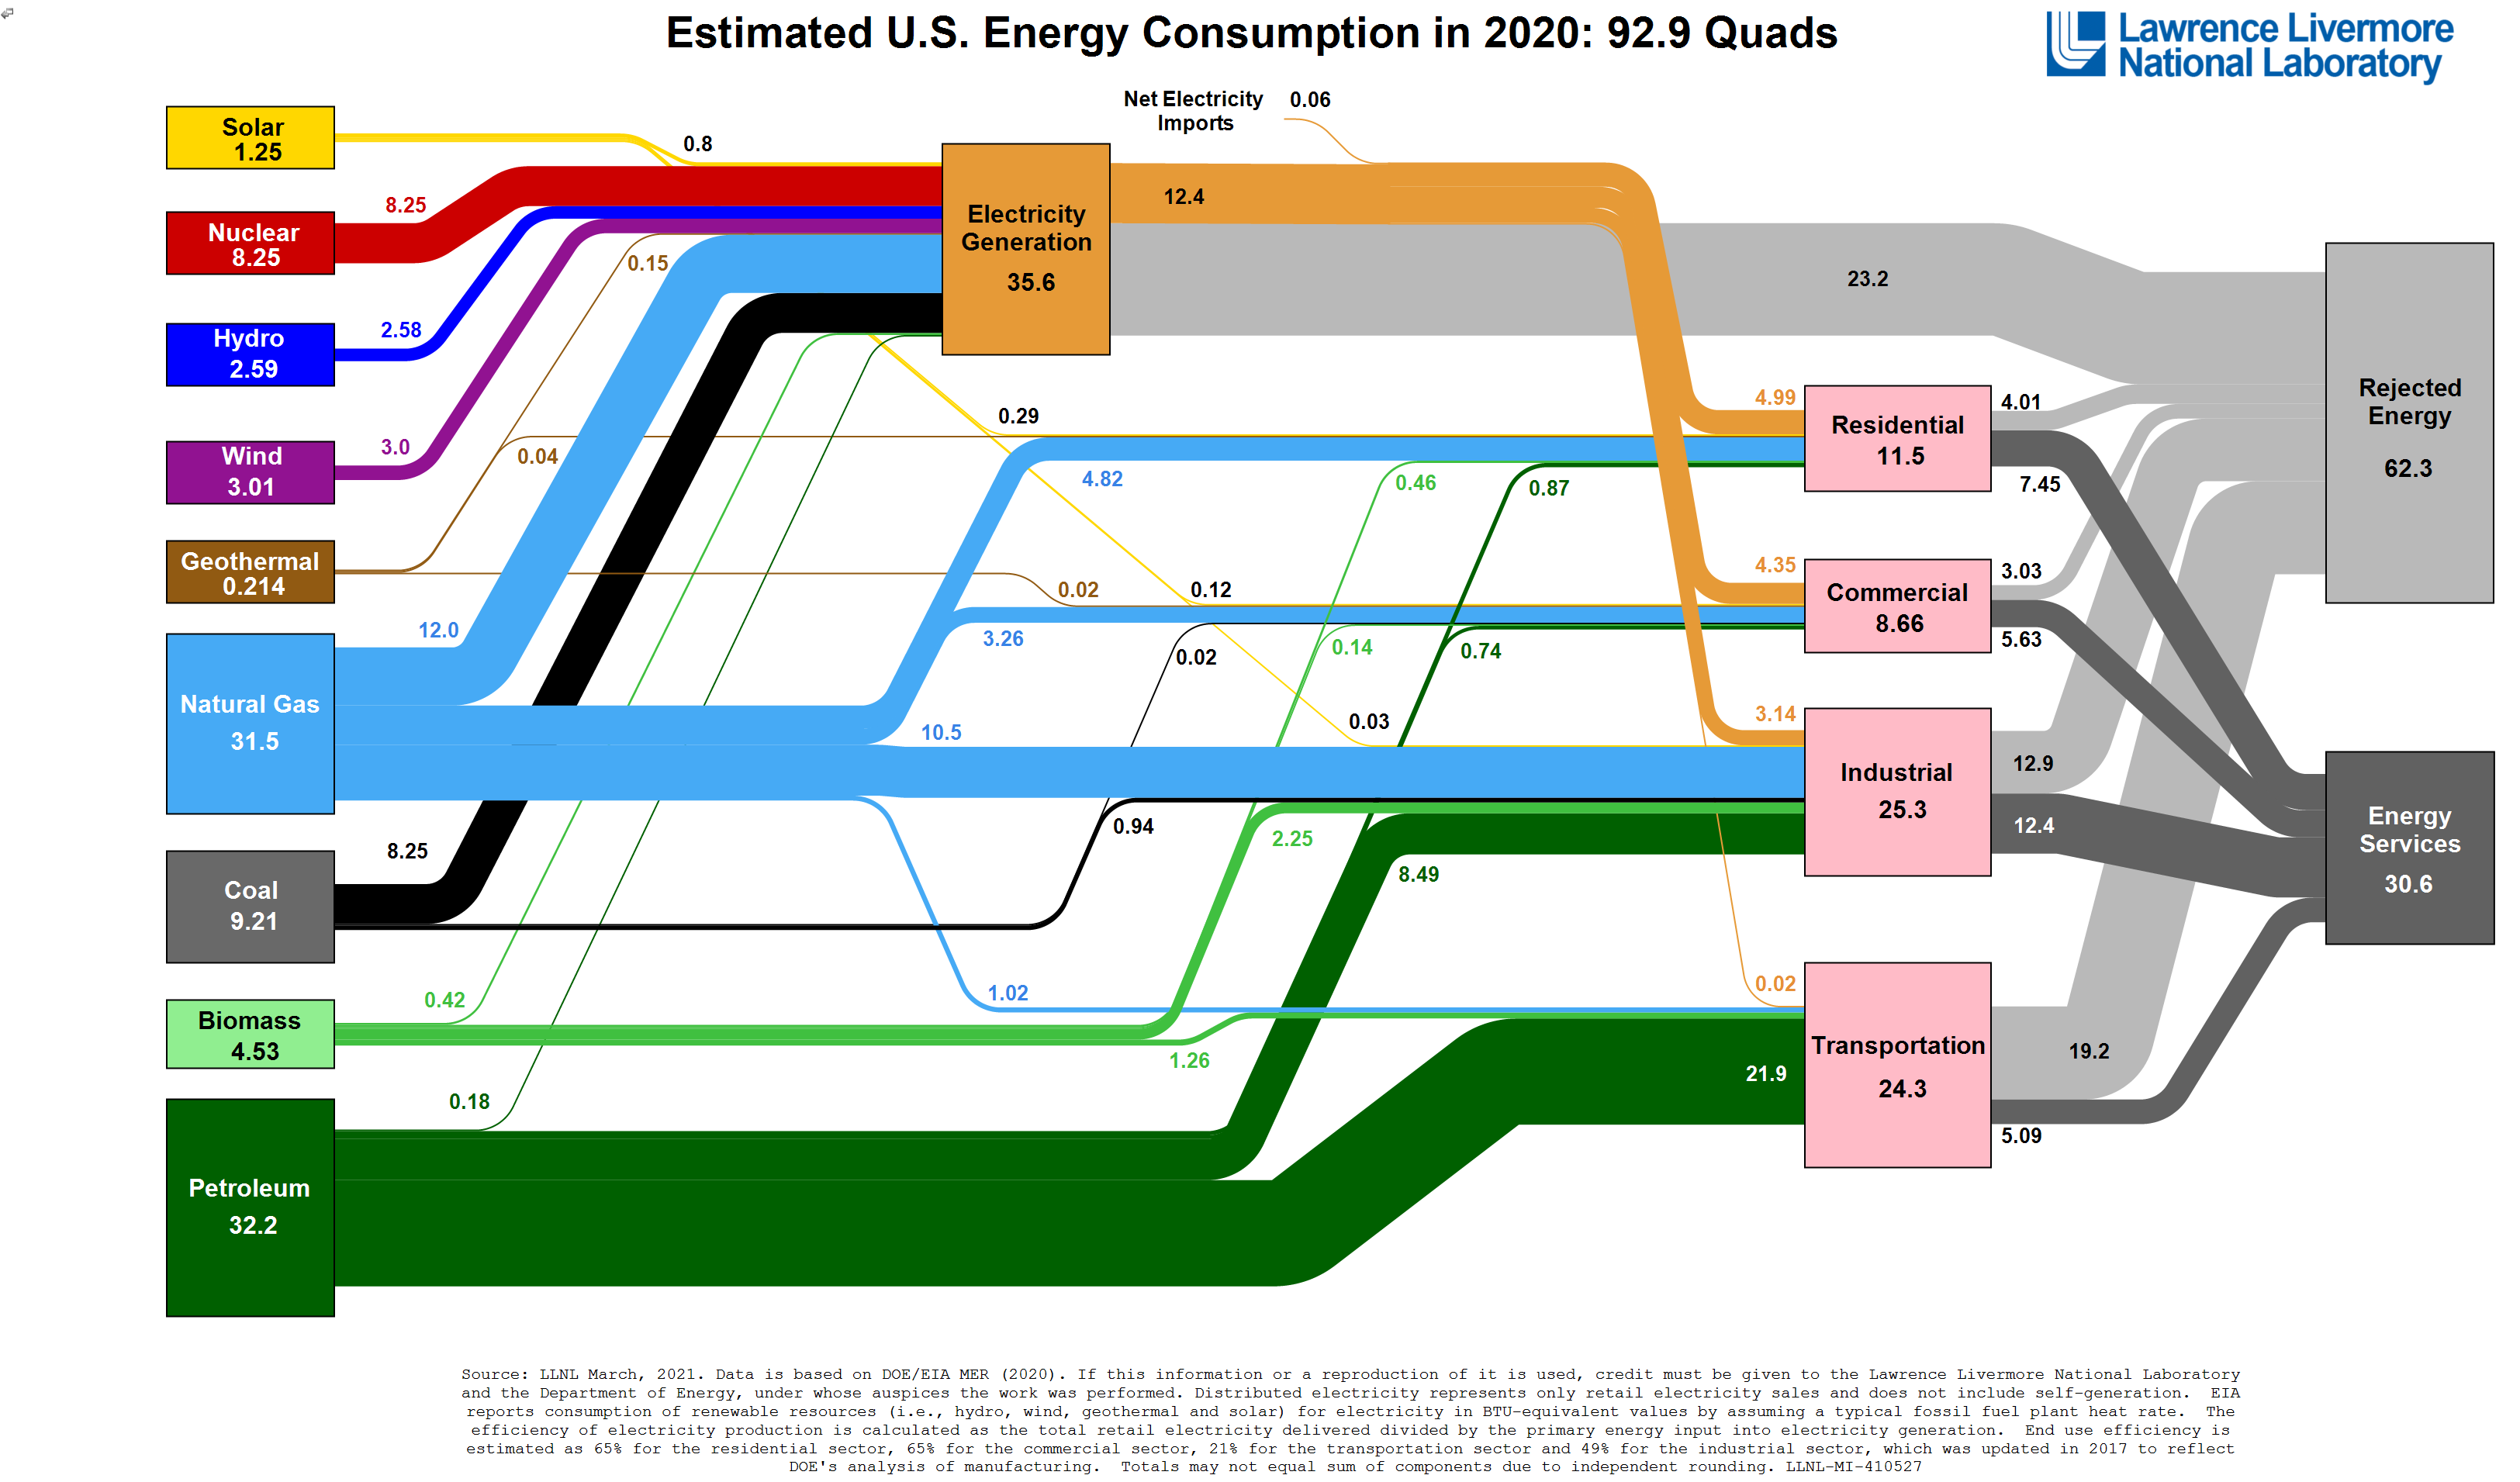 Estimated U.S. Energy Consumption in 2020: 92.9 Quads
Lawrence Livermore
National Laboratory
Net Electricity
Imports
0.06
Solar
1.25
0.8
Nuclear
8.25
8.25
Hydro
2.59
2.58
Wind
3.01
3.0
Geothermal
0.214
0.15
0.04
0.02
Natural Gas
31.5
12.0
4.82
3.26
10.5
1.02
Coal
9.21
8.25
0.02
0.94
Biomass
4.53
0.42
0.46
0.14
2.25
1.26
Petroleum
32.2
0.18
0.87
0.74
8.49
21.9
0.29
0.12
0.03
Electricity
Generation
35.6
12.4
23.2
4.99
4.35
3.14
0.02
Residential
11.5
4.01
7.45
Commercial
8.66
3.03
5.63
Industrial
25.3
12.9
12.4
Transportation
24.3
19.2
5.09
Rejected
Energy
62.3
Energy
Services
30.6
Source: LLNL March, 2021. Data is based on DOE/EIA MER (2020). If this information or a reproduction of it is used, credit must be given to the Lawrence Livermore National Laboratory
and the Department of Energy, under whose auspices the work was performed. Distributed electricity represents only retail electricity sales and does not include self-generation. EIA
reports consumption of renewable resources (i.e., hydro, wind, geothermal and solar) for electricity in BTU-equivalent values by assuming a typical fossil fuel plant heat rate. The
efficiency of electricity production is calculated as the total retail electricity delivered divided by the primary energy input into electricity generation. End use efficiency is
estimated as 65% for the residential sector, 65% for the commercial sector, 21% for the transportation sector and 49% for the industrial sector, which was updated in 2017 to reflect
DOE's analysis of manufacturing. Totals may not equal sum of components due to independent rounding. LLNL-MI-410527